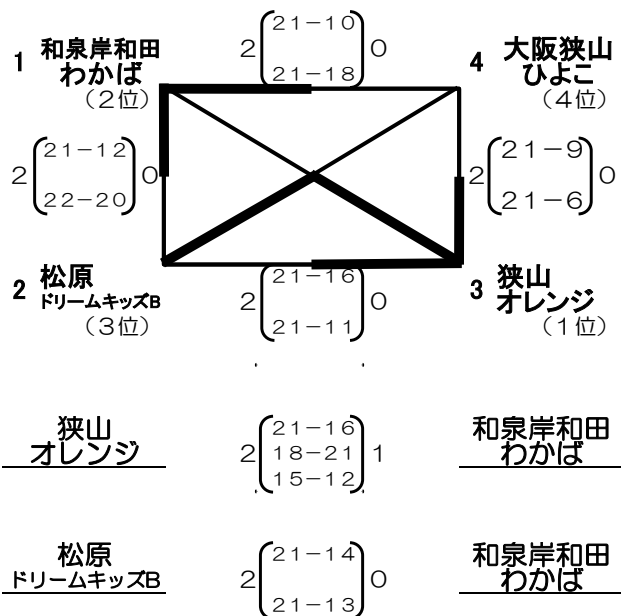 21-10
2 0
21-18
1 和泉岸和田
わかば
(2位)
4 大阪狭山
ひよこ
(4位)
21-12
2 0
22-20
21-9
2 0
21-6
2 松原
ドリームキッズB
(3位)
21-16
2 0
21-11
3 狭山
オレンジ
(1位)
狭山
オレンジ
21-16
2 18-21 1
15-12
和泉岸和田
わかば
松原
ドリームキッズB
21-14
2 0
21-13
和泉岸和田
わかば